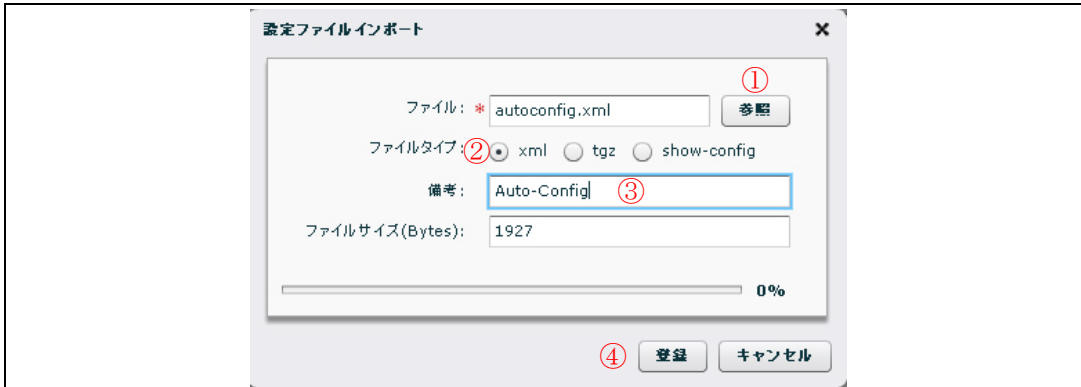 設定ファイルインポート
①
ファイル: * autoconfig.xml 参照
ファイルタイプ: ② xml tgz show-config
備考: Auto-Config ③
ファイルサイズ(Bytes): 1927
0%
④ 登録 キャンセル